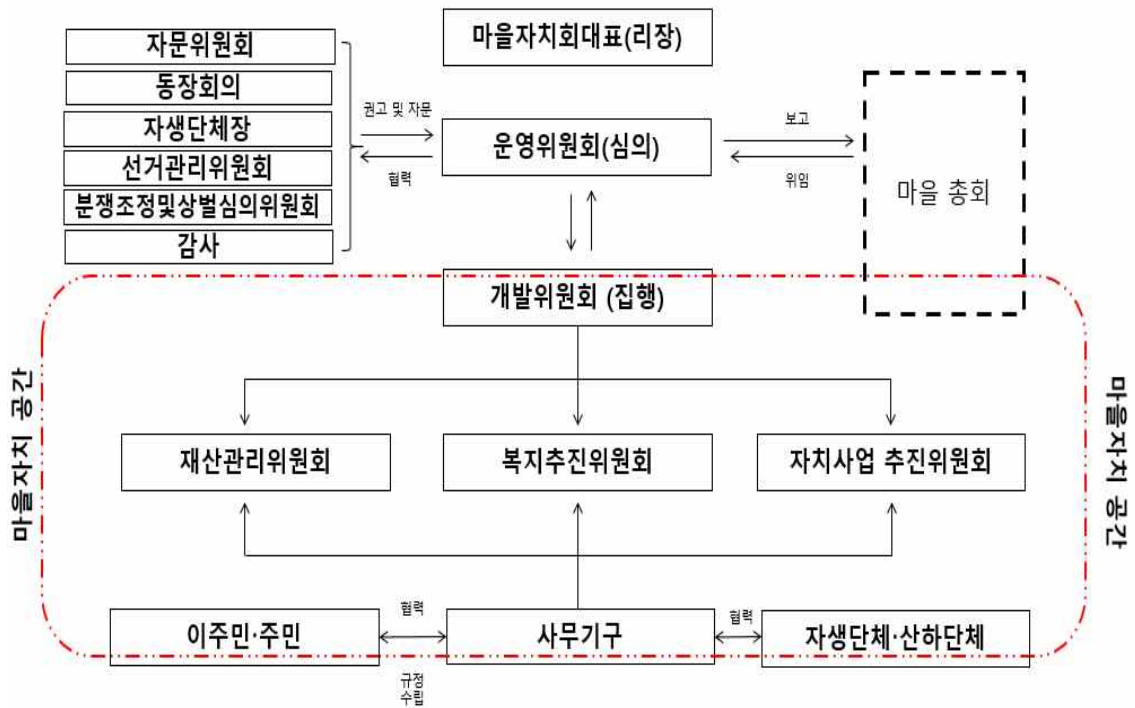 마을자치회대표(리장)
자문위원회
동장회의
자생단체장
선거관리위원회
분쟁조정및상벌심의위원회
감사
권고 및 자문
협력
운영위원회(심의)
보고
위임
마을 총회
개발위원회 (집행)
마을자치 공간
마을자치 공간
재산관리위원회
복지추진위원회
자치사업 추진위원회
이주민·주민
협력
규정
수립
사무기구
협력
자생단체·산하단체